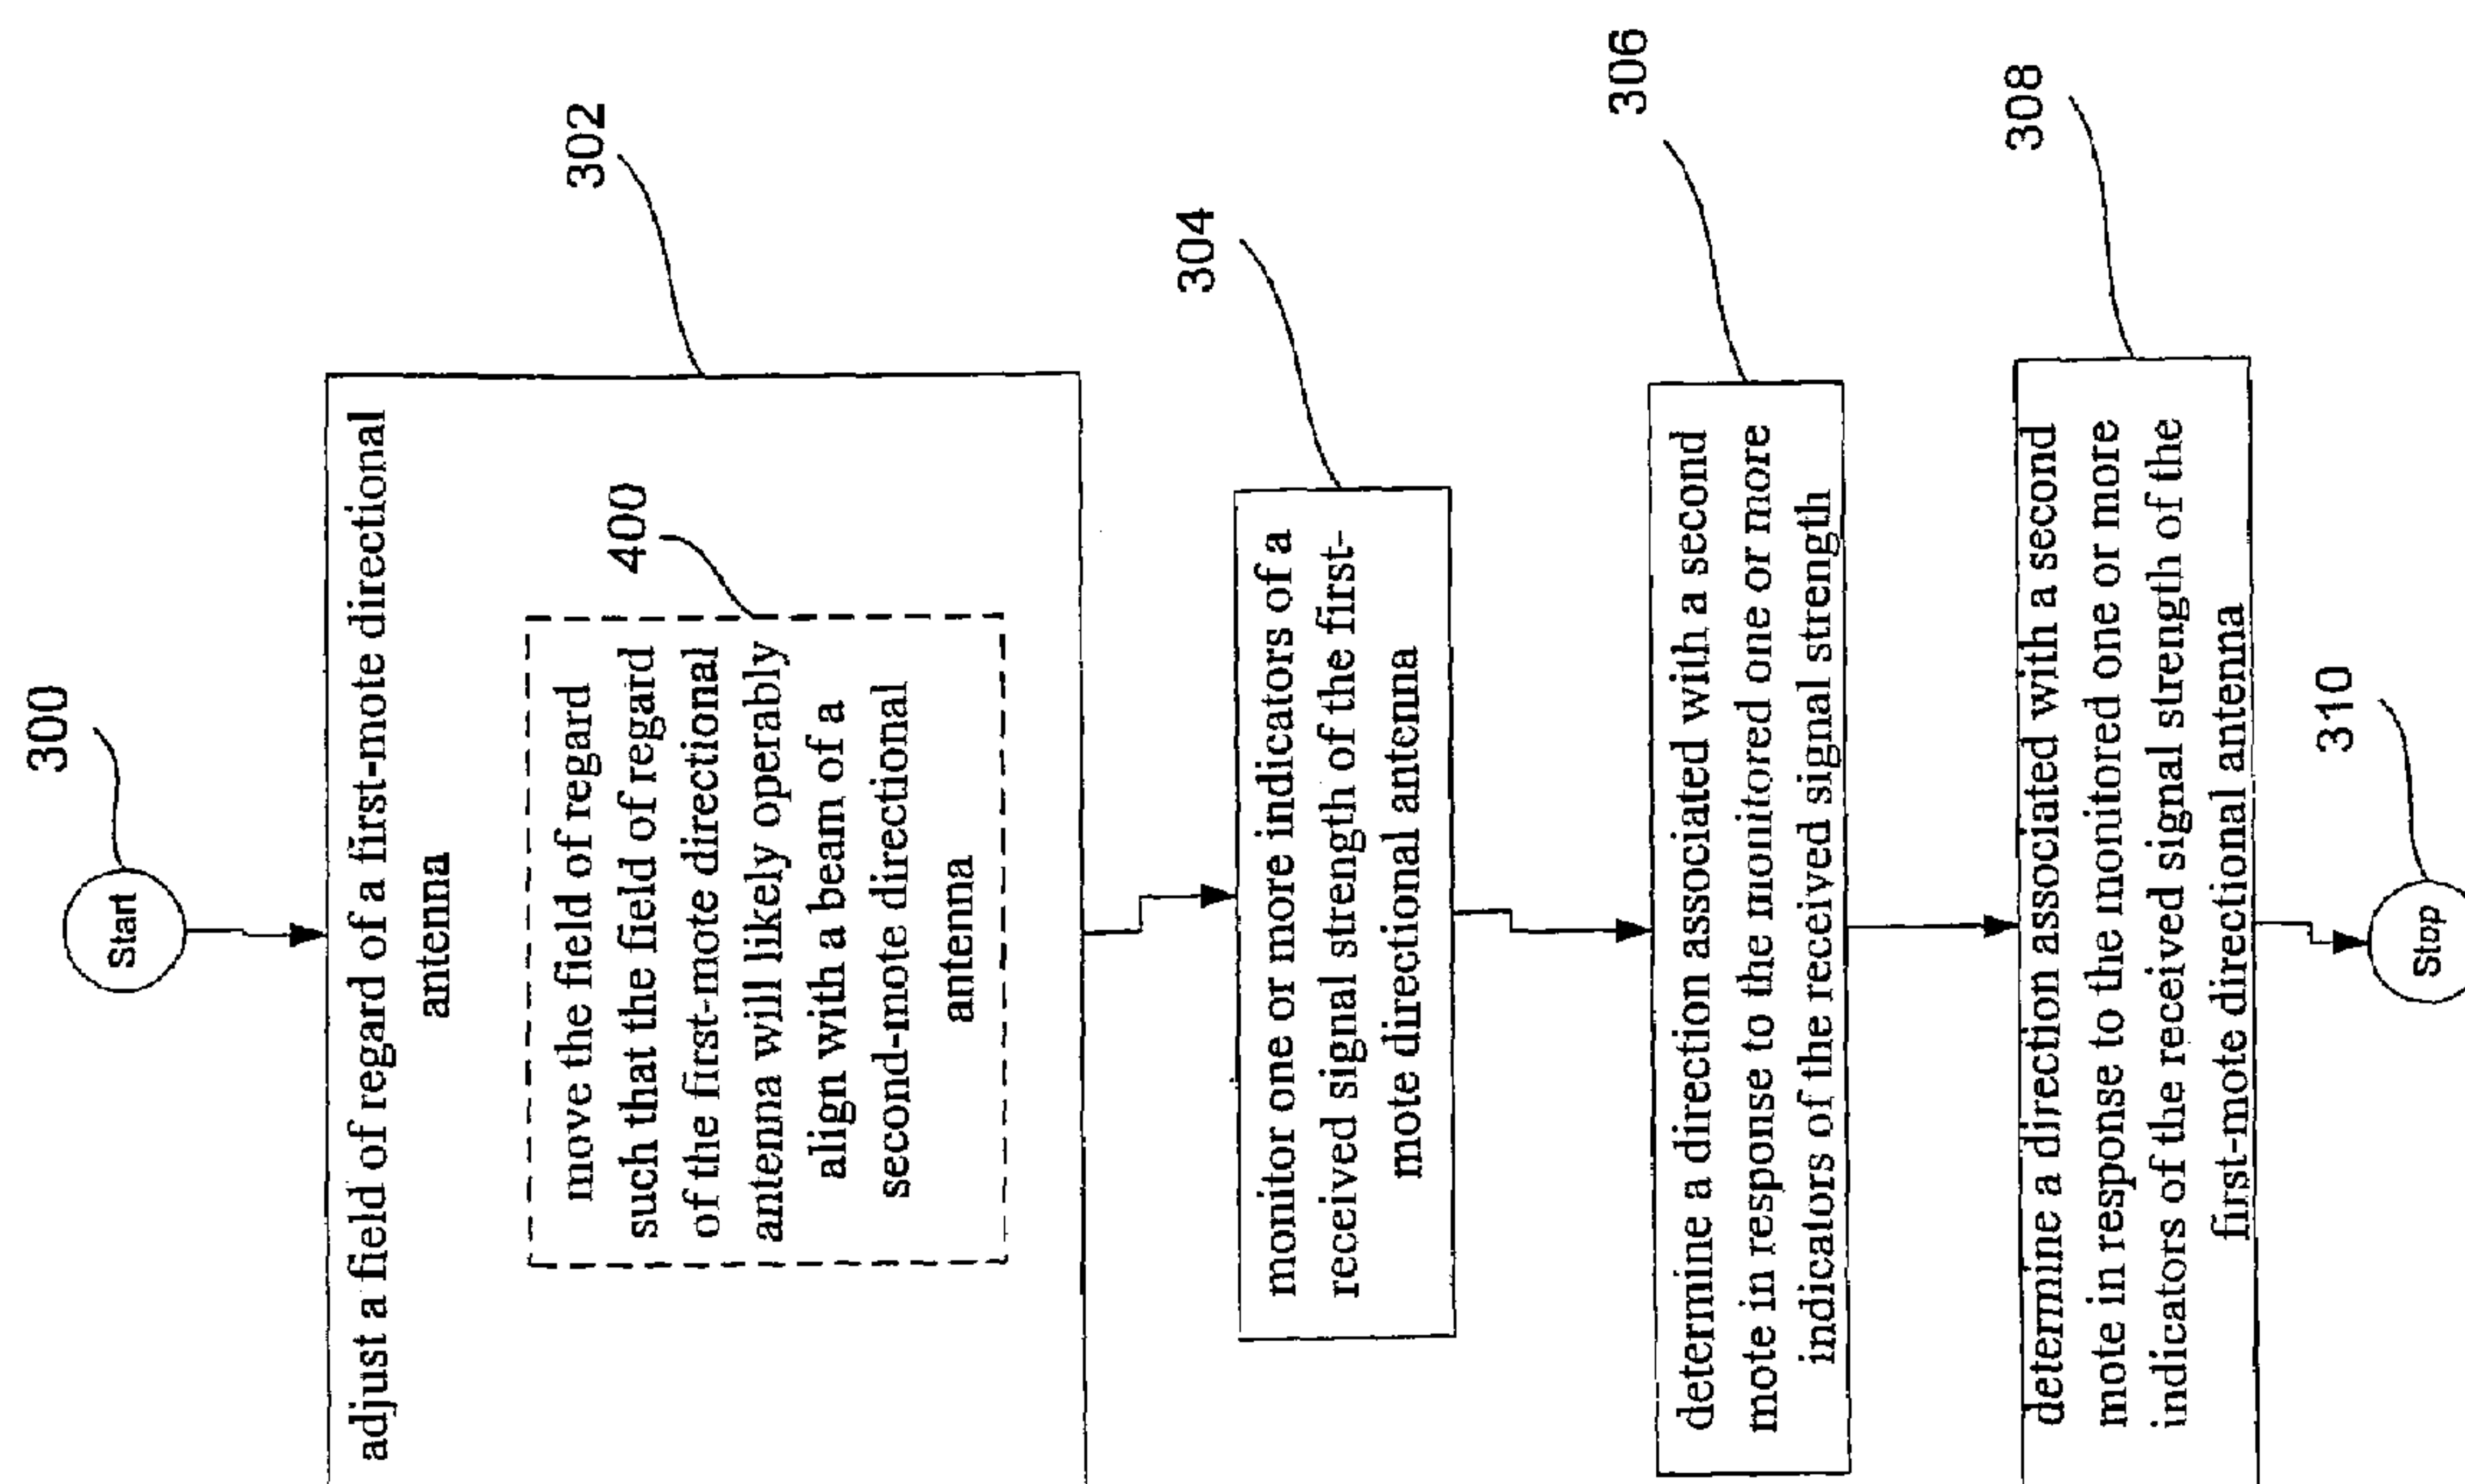 300
Start
302
adjust a field of regard of a first-mote directional
antenna
400
move the field of regard
such that the field of regard
of the first-mote directional
antenna will likely operably
align with a beam of a
second-mote directional
antenna
304
monitor one or more indicators of a
received signal strength of the first-
mote directional antenna
306
determine a direction associated with a second
mote in response to the monitored one or more
indicators of the received signal strength
308
determine a direction associated with a second
mote in response to the monitored one or more
indicators of the received signal strength of the
first-mote directional antenna
310
Stop